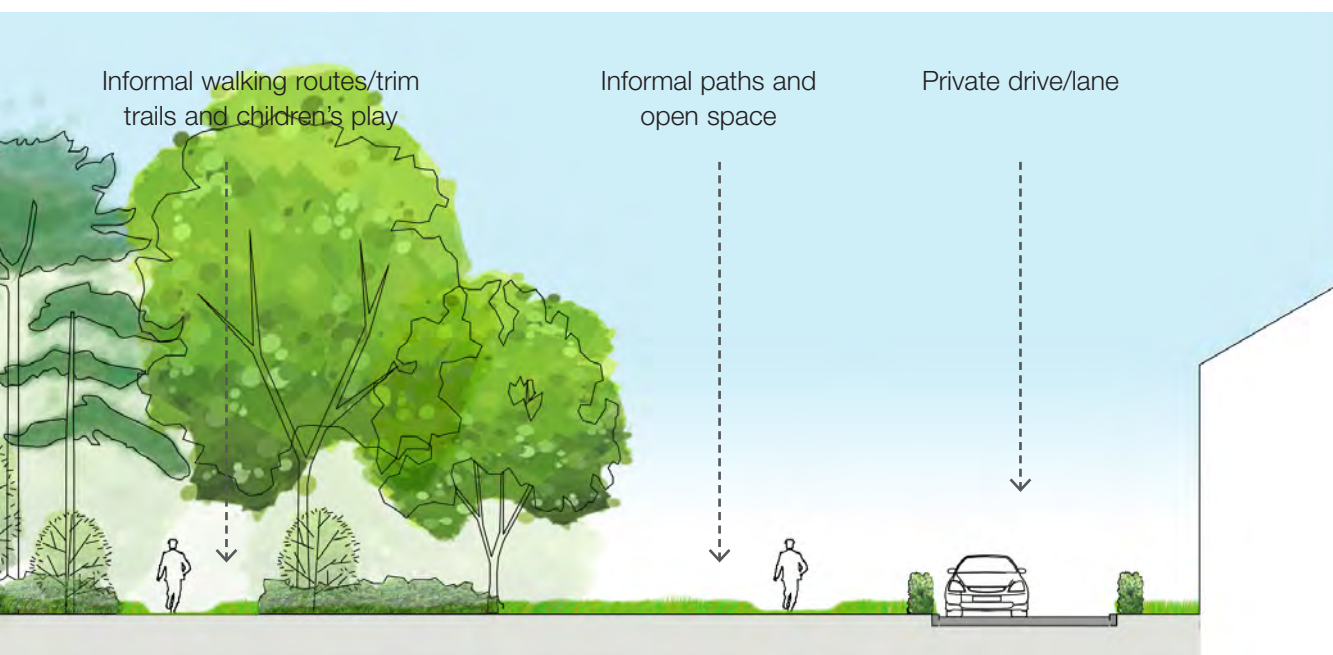 Informal walking routes/trim
trails and children's play
Informal paths and
open space
Private drive/lane